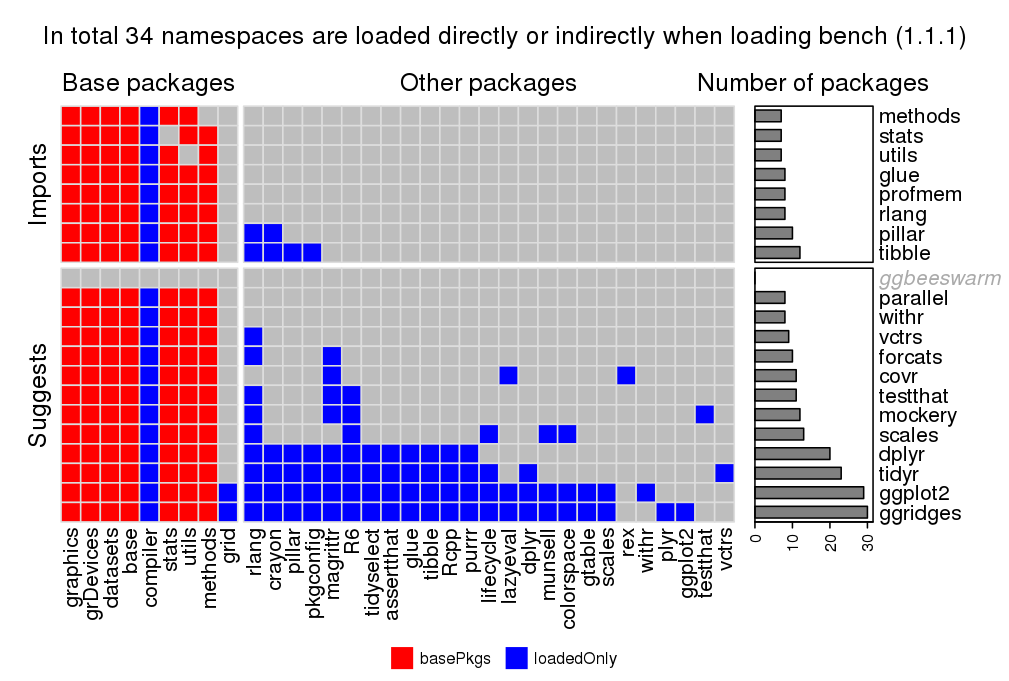 In total 34 namespaces are loaded directly or indirectly when loading bench (1.1.1)
Base packages
Other packages
Number of packages
Imports
methods
stats
utils
glue
profmem
rlang
pillar
tibble
Suggests
ggbeeswarm
parallel
withr
vctrs
forcats
covr
testthat
mockery
scales
dplyr
tidyr
ggplot2
ggridges
graphics
grDevices
datasets
base
compiler
stats
utils
methods
grid
rlang
crayon
pillar
pkgconfig
magrittr
R6
tidyselect
assertthat
glue
tibble
Rcpp
purrr
lifecycle
lazyeval
dplyr
munsell
colorspace
gtable
scales
rex
withr
plyr
ggplot2
testthat
vctrs
0
10
20
30
basePkgs
loadedOnly